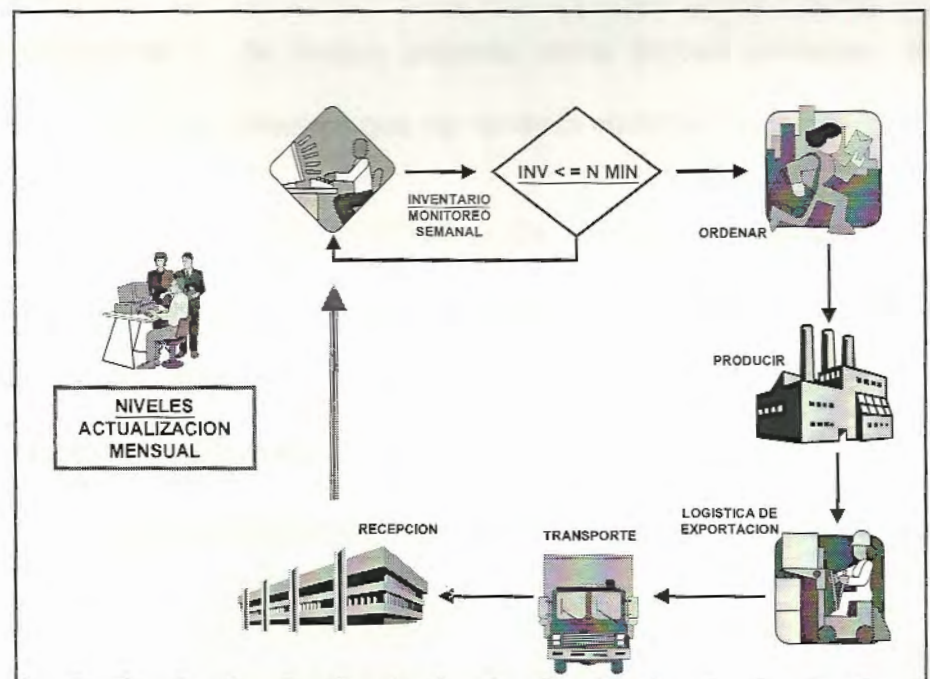 INV < = N MIN
INVENTARIO
MONITOREO
SEMANAL
ORDENAR
PRODUCIR
NIVELES
ACTUALIZACION
MENSUAL
LOGISTICA DE
EXPORTACION
TRANSPORTE
RECEPCION